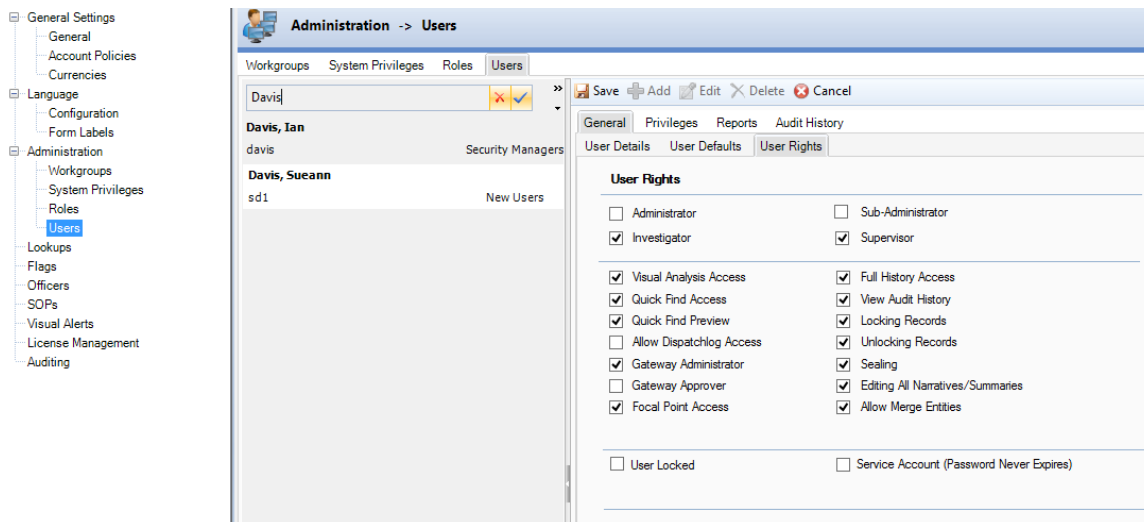 General Settings
General
Account Policies
Currencies
Language
Configuration
Form Labels
Administration
Workgroups
System Privileges
Roles
Users
Lookups
Flags
Officers
SOPs
Visual Alerts
License Management
Auditing
Administration -> Users
Workgroups System Privileges Roles Users
Davis
Davis, Ian
davis Security Managers
Davis, Sueann
sd1 New Users
Save Add Edit Delete Cancel
General Privileges Reports Audit History
User Details User Defaults User Rights
User Rights
Administrator Sub-Administrator
Investigator Supervisor
Visual Analysis Access Full History Access
Quick Find Access View Audit History
Quick Find Preview Locking Records
Allow Dispatchlog Access Unlocking Records
Gateway Administrator Sealing
Gateway Approver Editing All Narratives/Summaries
Focal Point Access Allow Merge Entities
User Locked Service Account (Password Never Expires)